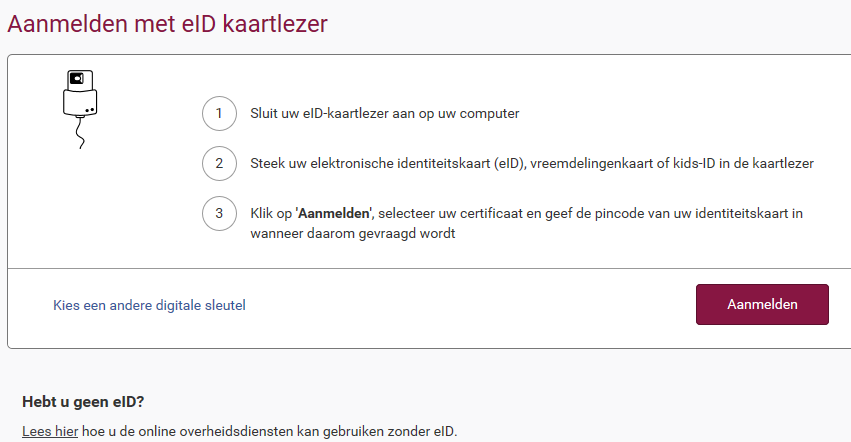 Aanmelden met eID kaartlezer
1 Sluit uw eID-kaartlezer aan op uw computer
2 Steek uw elektronische identiteitskaart (eID), vreemdelingenkaart of kids-ID in de kaartlezer
3 Klik op 'Aanmelden', selecteer uw certificaat en geef de pincode van uw identiteitskaart in
wanneer daarom gevraagd wordt
Kies een andere digitale sleutel
Aanmelden
Hebt u geen eID?
Lees hier hoe u de online overheidsdiensten kan gebruiken zonder eID.